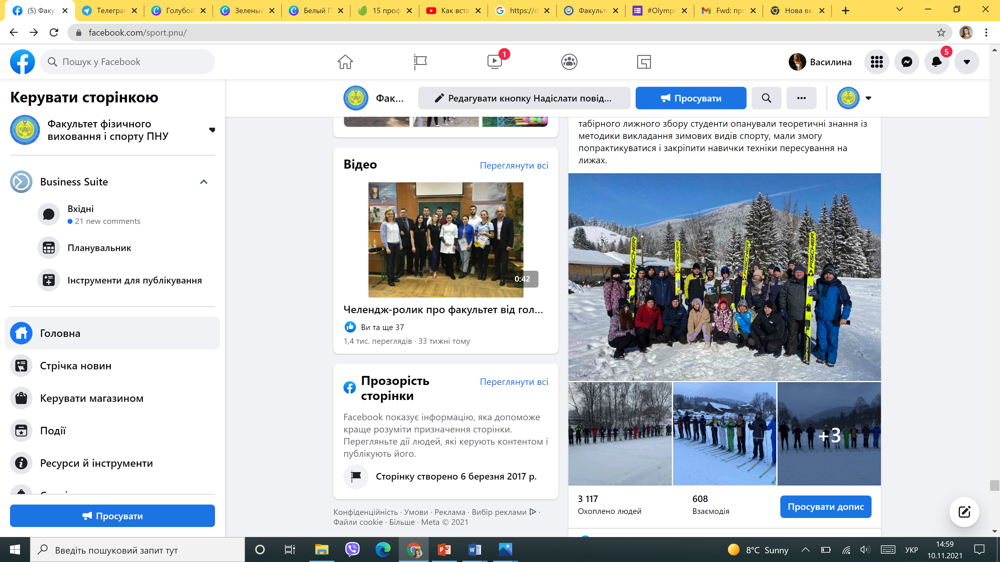 (5) Факул
Телеграм
Голубой
Зеленый
Белый П
15 проф
Как вста
https://d
Факульте
#Olympi
Fwd: про
Нова вкл
facebook.com/sport.pnu/
Пошук у Facebook
1
Василина
5
Керувати сторінкою
Факультет фізичного
виховання і спорту ПНУ
Business Suite
Вхідні
21 new comments
Планувальник
Інструменти для публікування
Головна
Стрічка новин
Керувати магазином
Події
Ресурси й інструменти
Просувати
Фак...
Редагувати кнопку Надіслати повід...
Просувати
Відео
Переглянути всі
0:42
Челендж-ролик про факультет від гол...
Ви та ще 37
1,4 тис. переглядів · 33 тижні тому
Прозорість
сторінки
Переглянути всі
Facebook показує інформацію, яка допоможе
краще розуміти призначення сторінки.
Перегляньте дії людей, які керують контентом і
публікують його.
Сторінку створено 6 березня 2017 р.
Конфіденційність · Умови · Реклама · Вибір реклами ·
Файли cookie · Більше · Meta © 2021
табірного лижного збору студенти опанували теоретичні знання із
методики викладання зимових видів спорту, мали змогу
попрактикуватися і закріпити навички техніки пересування на
лижах.
FISCHER
FISCHER
FISCHER
FISCHER
FISCHER
+3
3 117
Охоплено людей
608
Взаємодія
Просувати допис
Введіть пошуковий запит тут
8°C Sunny
УКР
14:59
10.11.2021